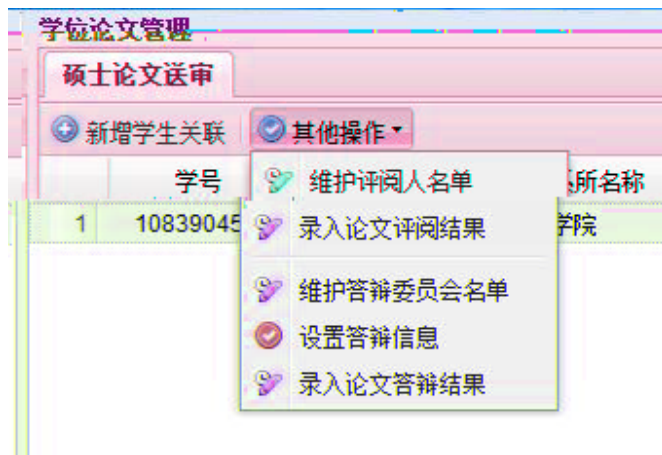 学位论文管理
硕士论文送审
新增学生关联 其他操作
学号 维护评阅人名单 所名称
1 10839045 录入论文评阅结果 学院
维护答辩委员会名单
设置答辩信息
录入论文答辩结果